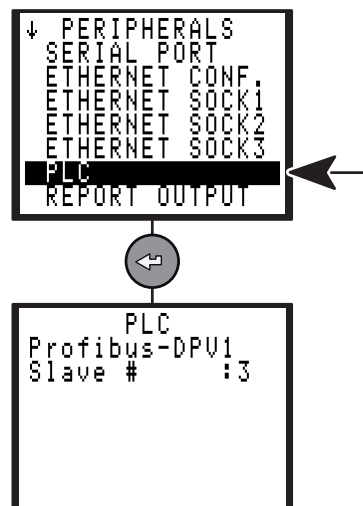 ↓ PERIPHERALS
SERIAL PORT
ETHERNET CONF.
ETHERNET SOCK1
ETHERNET SOCK2
ETHERNET SOCK3
PLC
REPORT OUTPUT
PLC
Profibus-DPV1
Slave # :3